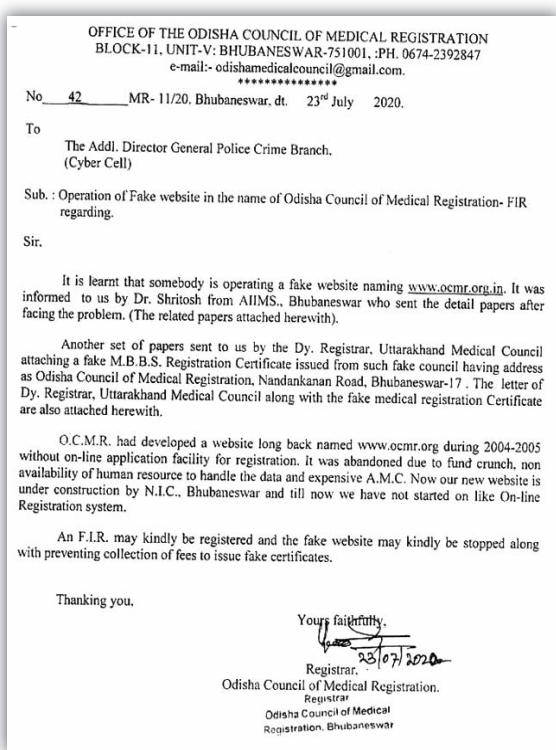 OFFICE OF THE ODISHA COUNCIL OF MEDICAL REGISTRATION
BLOCK-11, UNIT-V: BHUBANESWAR-751001, :PH. 0674-2392847
e-mail:- odishamedicalcouncil@gmail.com.
***************
No 42 MR- 11/20. Bhubaneswar, dt. 23rd July 2020.
To
The Addl. Director General Police Crime Branch,
(Cyber Cell)
Sub. : Operation of Fake website in the name of Odisha Council of Medical Registration- FIR
regarding.
Sir.
It is learnt that somebody is operating a fake website naming www.ocmr.org.in. It was
informed to us by Dr. Shritosh from AIIMS., Bhubaneswar who sent the detail papers after
facing the problem. (The related papers attached herewith).
Another set of papers sent to us by the Dy. Registrar, Uttarakhand Medical Council
attaching a fake M.B.B.S. Registration Certificate issued from such fake council having address
as Odisha Council of Medical Registration, Nandankanan Road, Bhubaneswar-17 . The letter of
Dy. Registrar, Uttarakhand Medical Council along with the fake medical registration Certificate
are also attached herewith.
O.C.M.R. had developed a website long back named www.ocmr.org during 2004-2005
without on-line application facility for registration. It was abandoned due to fund crunch, non
availability of human resource to handle the data and expensive A.M.C. Now our new website is
under construction by N.I.C., Bhubaneswar and till now we have not started on like On-line
Registration system.
An F.I.R. may kindly be registered and the fake website may kindly be stopped along
with preventing collection of fees to issue fake certificates.
Thanking you,
Yours faithfully,
23/07/2020
Registrar,
Odisha Council of Medical Registration.
Registrar
Odisha Council of Medical
Registration, Bhubaneswar